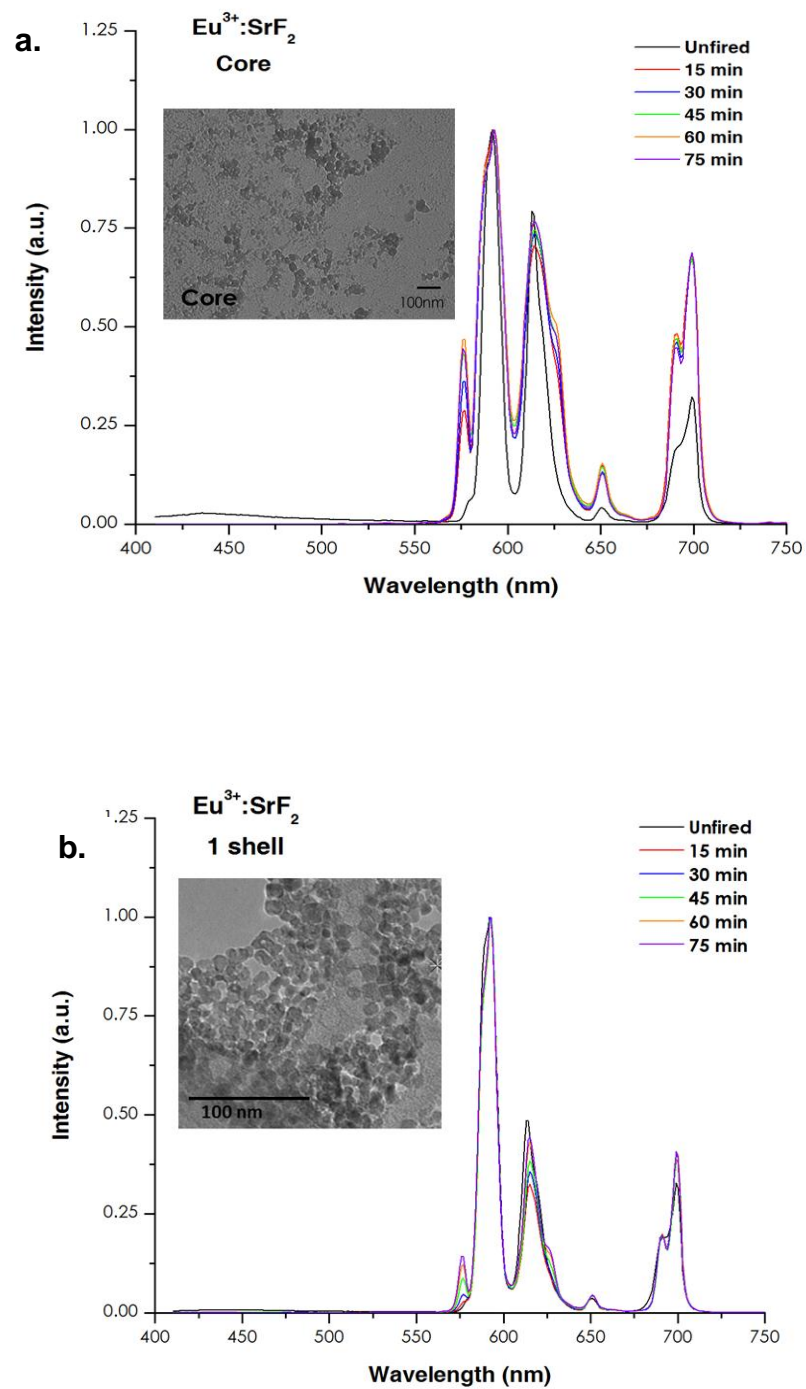 a.
Eu3+:SrF2
Core
Unfired
15 min
30 min
45 min
60 min
75 min
1.25
1.00
0.75
0.50
0.25
0.00
Intensity (a.u.)
Core
100nm
400 450 500 550 600 650 700 750
Wavelength (nm)
b.
Eu3+:SrF2
1 shell
Unfired
15 min
30 min
45 min
60 min
75 min
1.25
1.00
0.75
0.50
0.25
0.00
Intensity (a.u.)
100 nm
400 450 500 550 600 650 700 750
Wavelength (nm)